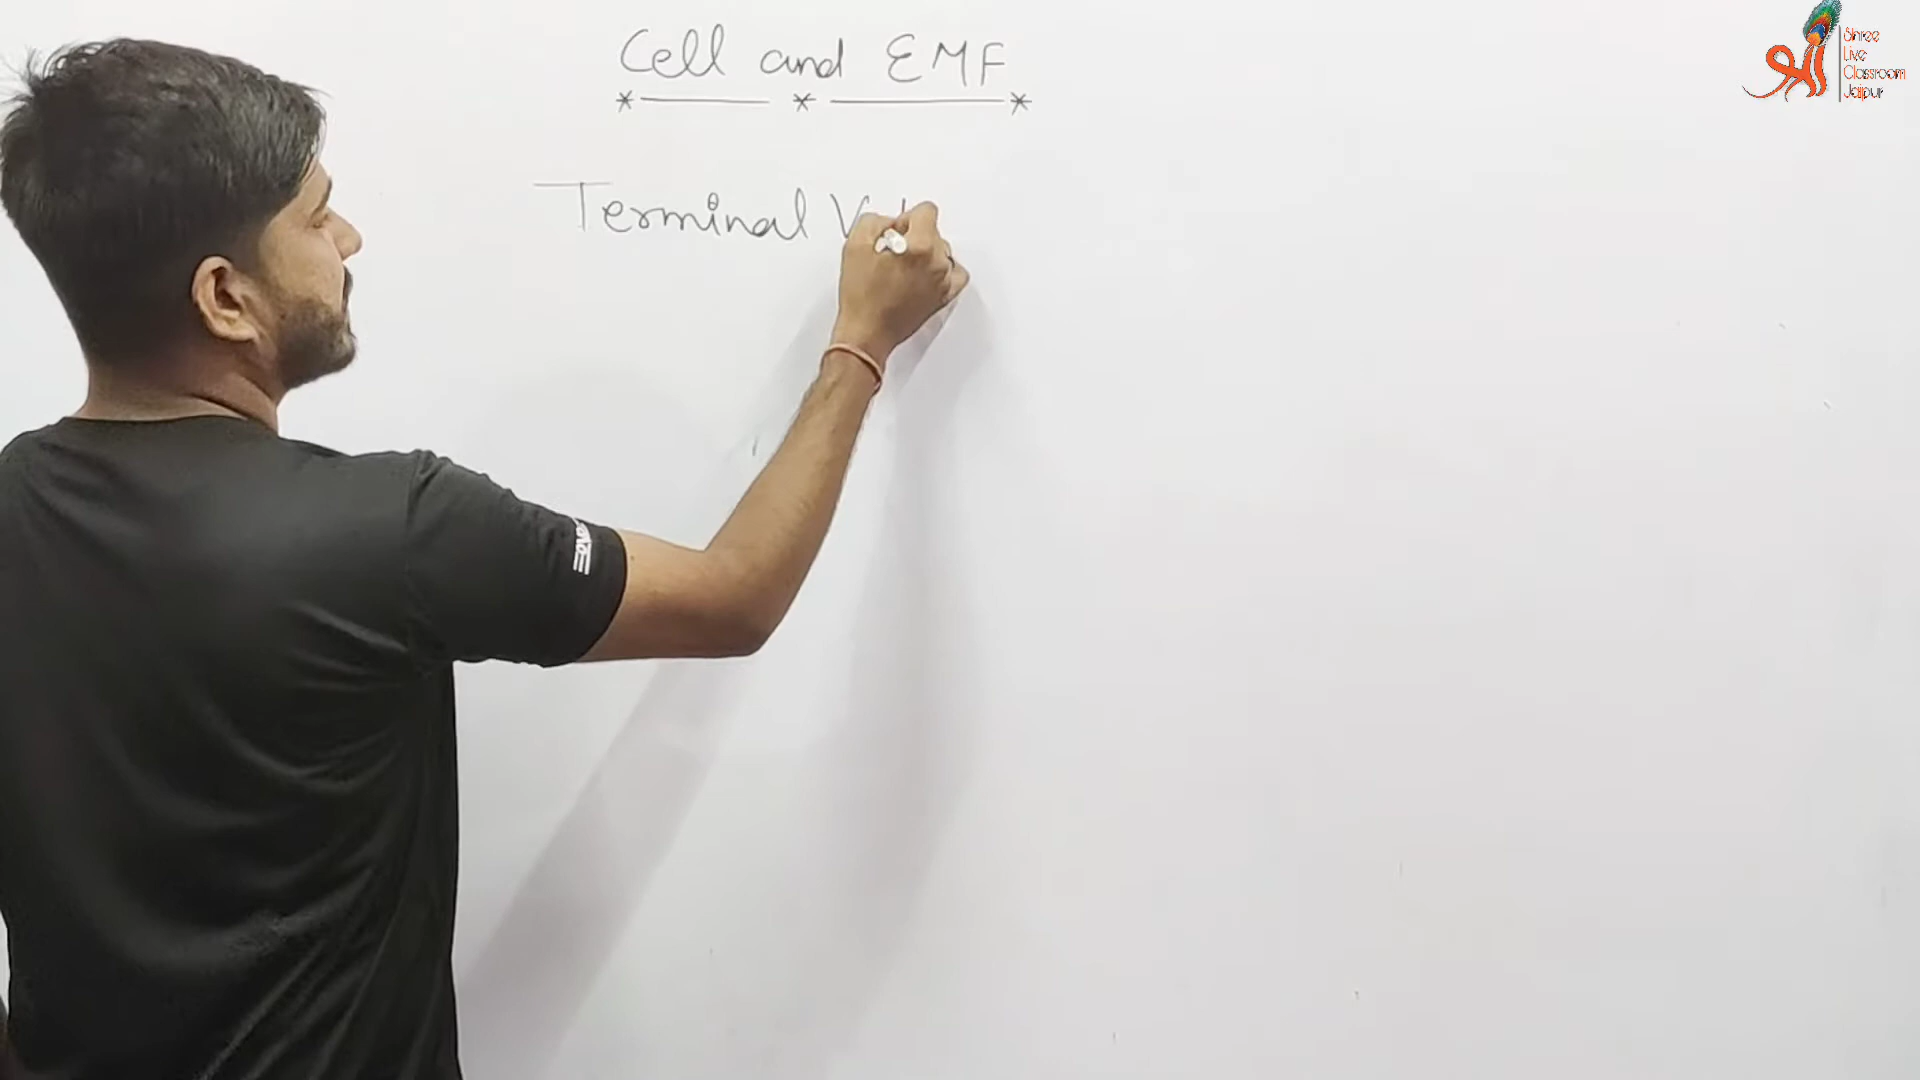 Cell and EMF
Terminal
Shree
Live
Classroom
Jaipur